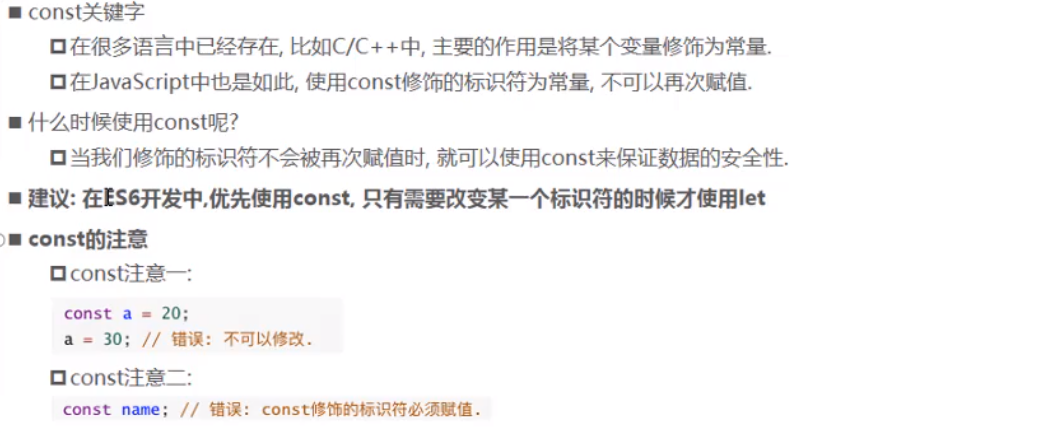 const关键字
在很多语言中已经存在, 比如C/C++中, 主要的作用是将某个变量修饰为常量.
在JavaScript中也是如此, 使用const修饰的标识符为常量, 不可以再次赋值.
什么时候使用const呢?
当我们修饰的标识符不会被再次赋值时, 就可以使用const来保证数据的安全性.
建议: 在ES6开发中,优先使用const, 只有需要改变某一个标识符的时候才使用let
const的注意
const注意一:
const a = 20;
a = 30; // 错误: 不可以修改.
const注意二:
const name; // 错误: const修饰的标识符必须赋值.